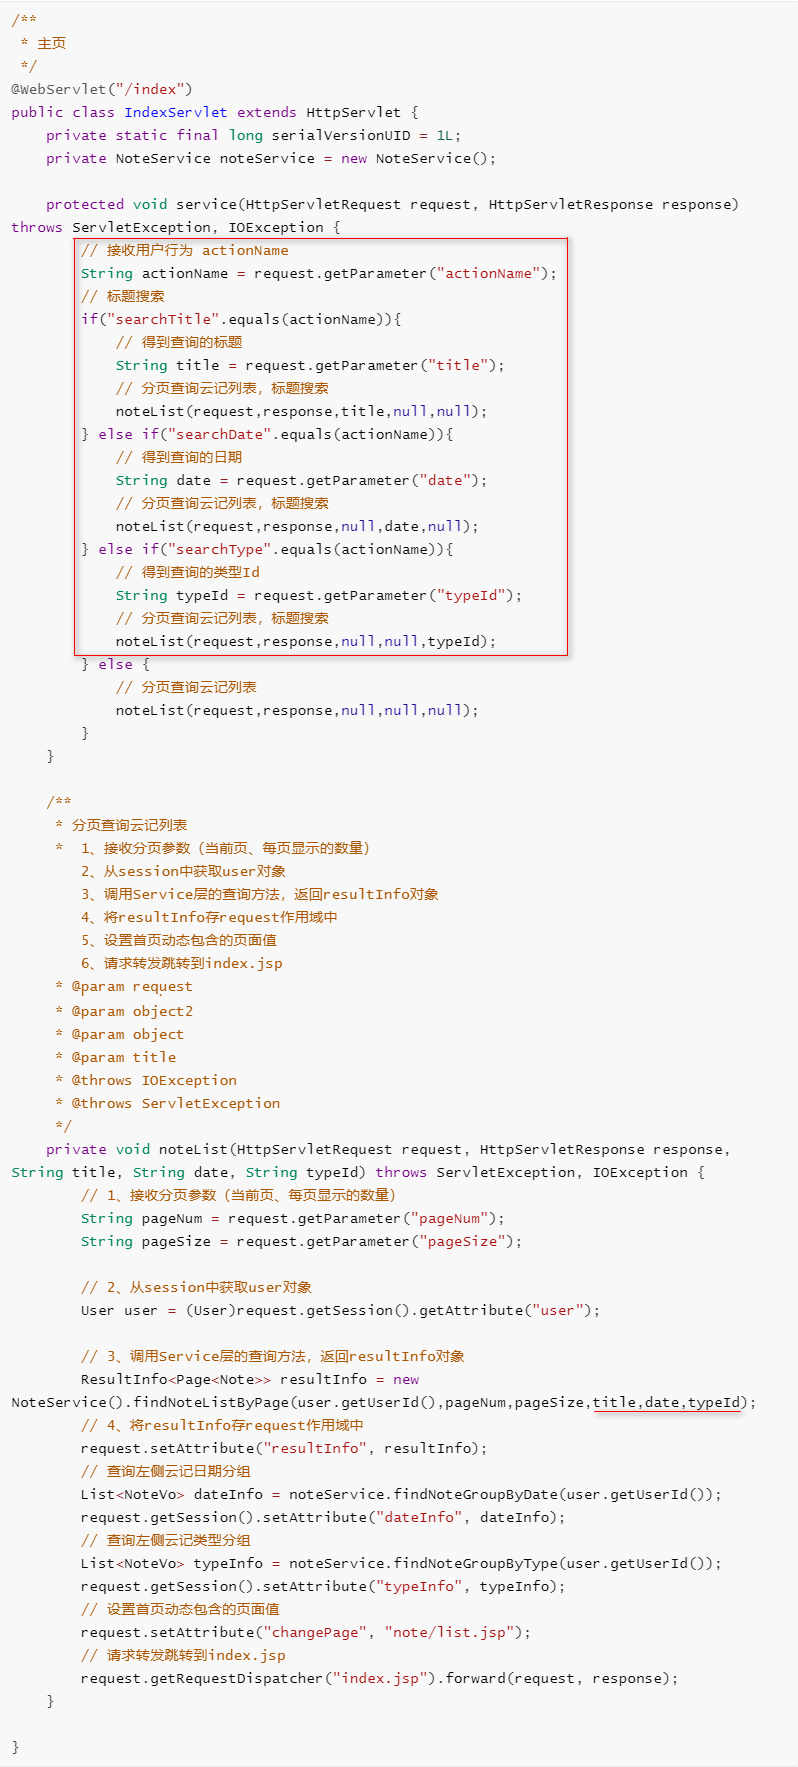 /**
 * 主页
 */
@WebServlet("/index")
public class IndexServlet extends HttpServlet {
    private static final long serialVersionUID = 1L;
    private NoteService noteService = new NoteService();

    protected void service(HttpServletRequest request, HttpServletResponse response)
throws ServletException, IOException {
        // 接收用户行为 actionName
        String actionName = request.getParameter("actionName");
        // 标题搜索
        if("searchTitle".equals(actionName)){
            // 得到查询的标题
            String title = request.getParameter("title");
            // 分页查询云记列表，标题搜索
            noteList(request,response,title,null,null);
        } else if("searchDate".equals(actionName)){
            // 得到查询的日期
            String date = request.getParameter("date");
            // 分页查询云记列表，标题搜索
            noteList(request,response,null,date,null);
        } else if("searchType".equals(actionName)){
            // 得到查询的类型Id
            String typeId = request.getParameter("typeId");
            // 分页查询云记列表，标题搜索
            noteList(request,response,null,null,typeId);
        } else {
            // 分页查询云记列表
            noteList(request,response,null,null,null);
        }
    }

    /**
     * 分页查询云记列表
     *  1、接收分页参数（当前页、每页显示的数量）
        2、从session中获取user对象
        3、调用Service层的查询方法，返回resultInfo对象
        4、将resultInfo存request作用域中
        5、设置首页动态包含的页面值
        6、请求转发跳转到index.jsp
     * @param request
     * @param object2
     * @param object
     * @param title
     * @throws IOException
     * @throws ServletException
     */
    private void noteList(HttpServletRequest request, HttpServletResponse response,
String title, String date, String typeId) throws ServletException, IOException {
        // 1、接收分页参数（当前页、每页显示的数量）
        String pageNum = request.getParameter("pageNum");
        String pageSize = request.getParameter("pageSize");

        // 2、从session中获取user对象
        User user = (User)request.getSession().getAttribute("user");

        // 3、调用Service层的查询方法，返回resultInfo对象
        ResultInfo<Page<Note>> resultInfo = new
NoteService().findNoteListByPage(user.getUserId(),pageNum,pageSize,title,date,typeId);
        // 4、将resultInfo存request作用域中
        request.setAttribute("resultInfo", resultInfo);
        // 查询左侧云记日期分组
        List<NoteVo> dateInfo = noteService.findNoteGroupByDate(user.getUserId());
        request.getSession().setAttribute("dateInfo", dateInfo);
        // 查询左侧云记类型分组
        List<NoteVo> typeInfo = noteService.findNoteGroupByType(user.getUserId());
        request.getSession().setAttribute("typeInfo", typeInfo);
        // 设置首页动态包含的页面值
        request.setAttribute("changePage", "note/list.jsp");
        // 请求转发跳转到index.jsp
        request.getRequestDispatcher("index.jsp").forward(request, response);
    }

}